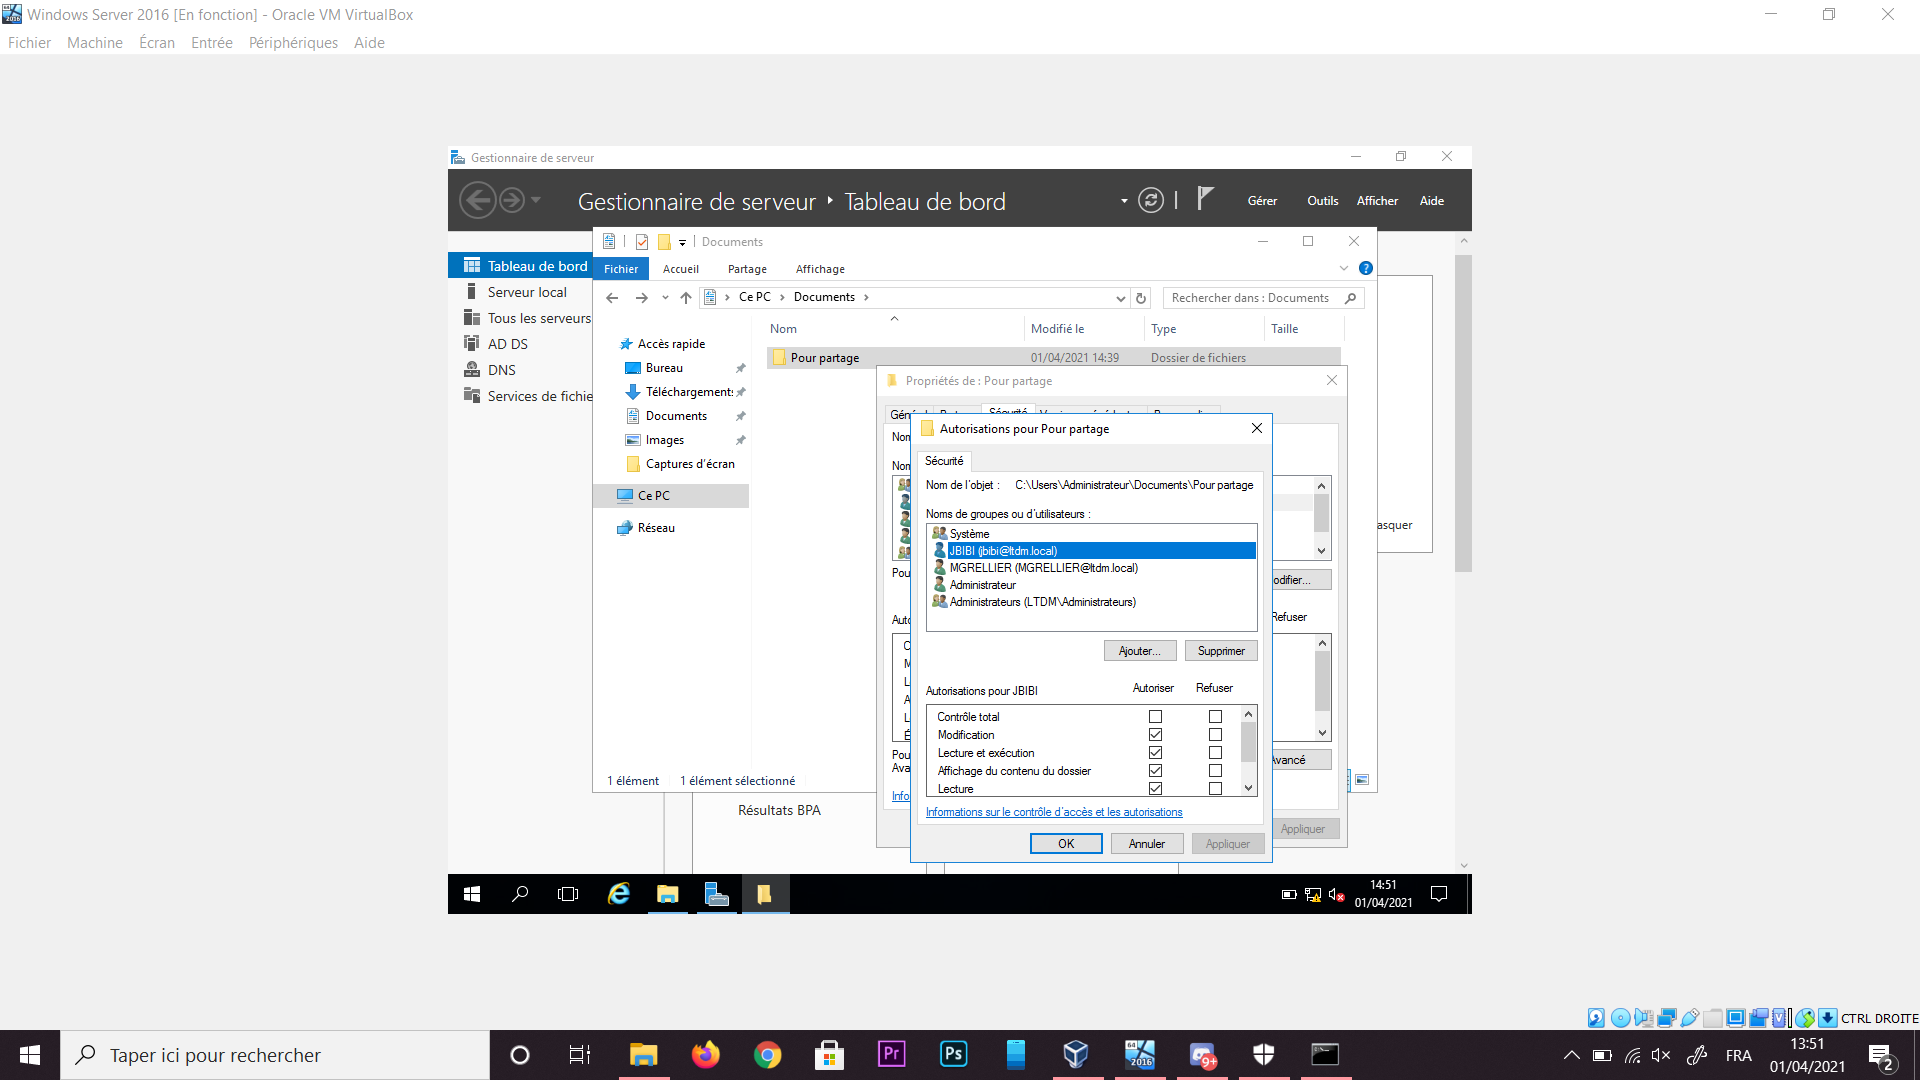 Windows Server 2016 [En fonction] - Oracle VM VirtualBox
Fichier Machine Écran Entrée Périphériques Aide
Gestionnaire de serveur
Gestionnaire de serveur Tableau de bord
Gérer Outils Afficher Aide
Documents
Tableau de bord
Serveur local
Tous les serveurs
AD DS
DNS
Services de fichie
Fichier Accueil Partage Affichage
Ce PC Documents
Rechercher dans : Documents
Nom Modifié le Type Taille
Pour partage 01/04/2021 14:39 Dossier de fichiers
Accès rapide
Bureau
Téléchargements
Documents
Images
Captures d'écran
Ce PC
Réseau
1 élément 1 élément sélectionné
Résultats BPA
asquer
Propriétés de : Pour partage
Sécurité
Nom
Nom
Pou
odifier...
Auto
Refuser
C
M
L
A
L
É
Pou
Ava
avancé
Info
Appliquer
Autorisations pour Pour partage
Sécurité
Nom de l'objet : C:\Users\Administrateur\Documents\Pour partage
Noms de groupes ou d'utilisateurs :
Système
JBIBI (jbibi@ltdm.local)
MGRELLIER (MGRELLIER@ltdm.local)
Administrateur
Administrateurs (LTDM\Administrateurs)
Ajouter... Supprimer
Autorisations pour JBIBI Autoriser Refuser
Contrôle total
Modification
Lecture et exécution
Affichage du contenu du dossier
Lecture
Informations sur le contrôle d'accès et les autorisations
OK Annuler Appliquer
14:51
01/04/2021
CTRL DROITE
Taper ici pour rechercher
Pr
Ps
64
2016
9+
FRA
13:51
01/04/2021
2